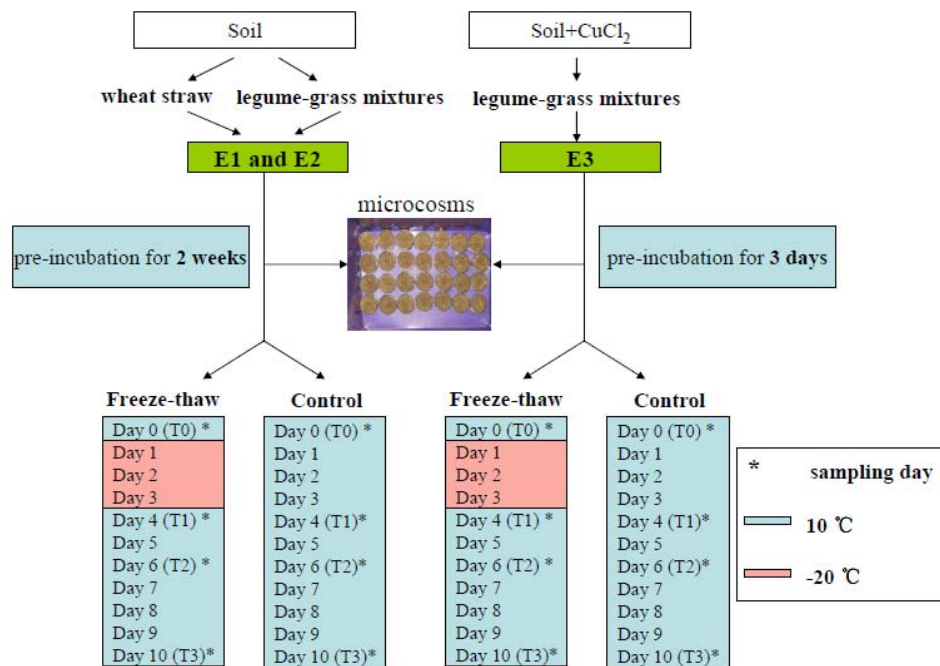 Soil
Soil+CuCl₂
wheat straw
legume-grass mixtures
legume-grass mixtures
E1 and E2
E3
microcosms
pre-incubation for 2 weeks
pre-incubation for 3 days
Freeze-thaw
Day 0 (T0) *
Day 1
Day 2
Day 3
Day 4 (T1) *
Day 5
Day 6 (T2) *
Day 7
Day 8
Day 9
Day 10 (T3)*
Control
Day 0 (T0) *
Day 1
Day 2
Day 3
Day 4 (T1)*
Day 5
Day 6 (T2)*
Day 7
Day 8
Day 9
Day 10 (T3)*
Freeze-thaw
Day 0 (T0) *
Day 1
Day 2
Day 3
Day 4 (T1) *
Day 5
Day 6 (T2) *
Day 7
Day 8
Day 9
Day 10 (T3)*
Control
Day 0 (T0) *
Day 1
Day 2
Day 3
Day 4 (T1)*
Day 5
Day 6 (T2)*
Day 7
Day 8
Day 9
Day 10 (T3)*
* sampling day
10 ℃
-20 ℃